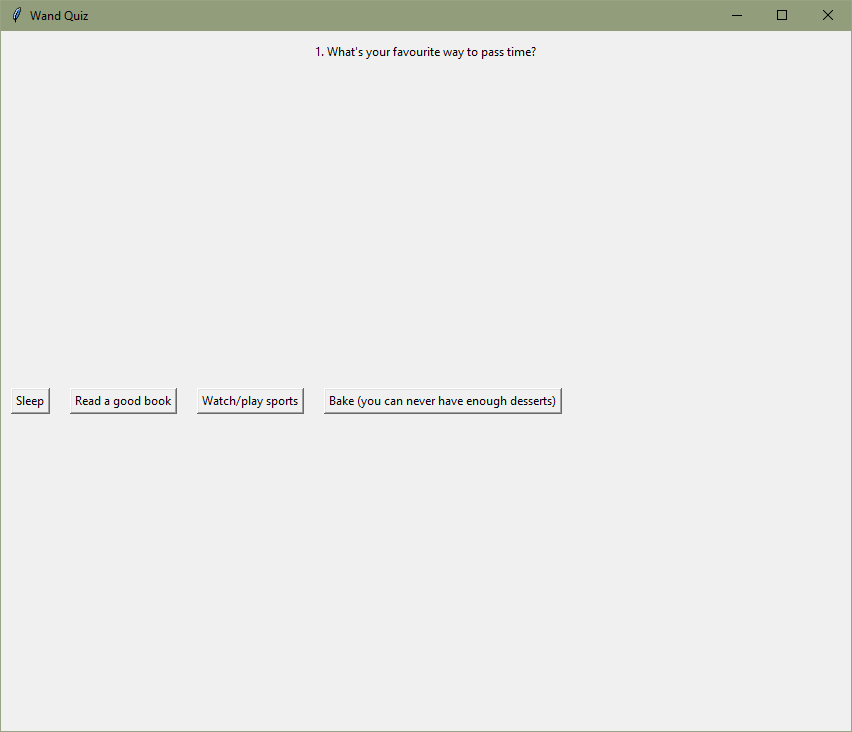 Wand Quiz
1. What's your favourite way to pass time?
Sleep
Read a good book
Watch/play sports
Bake (you can never have enough desserts)